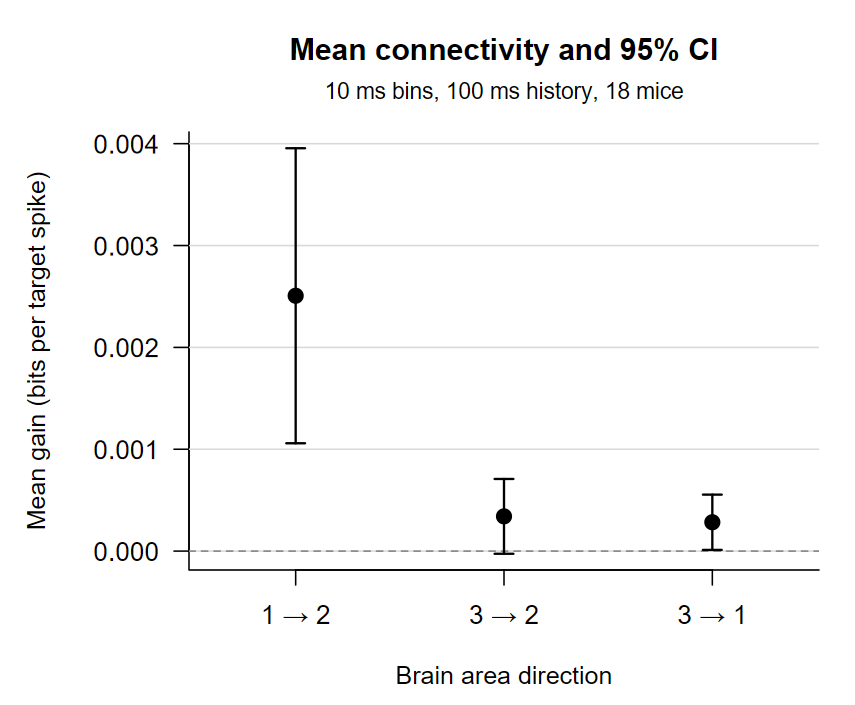 Mean connectivity and 95% CI
10 ms bins, 100 ms history, 18 mice
Mean gain (bits per target spike)
0.004
0.003
0.002
0.001
0.000
1 → 2
3 → 2
3 → 1
Brain area direction